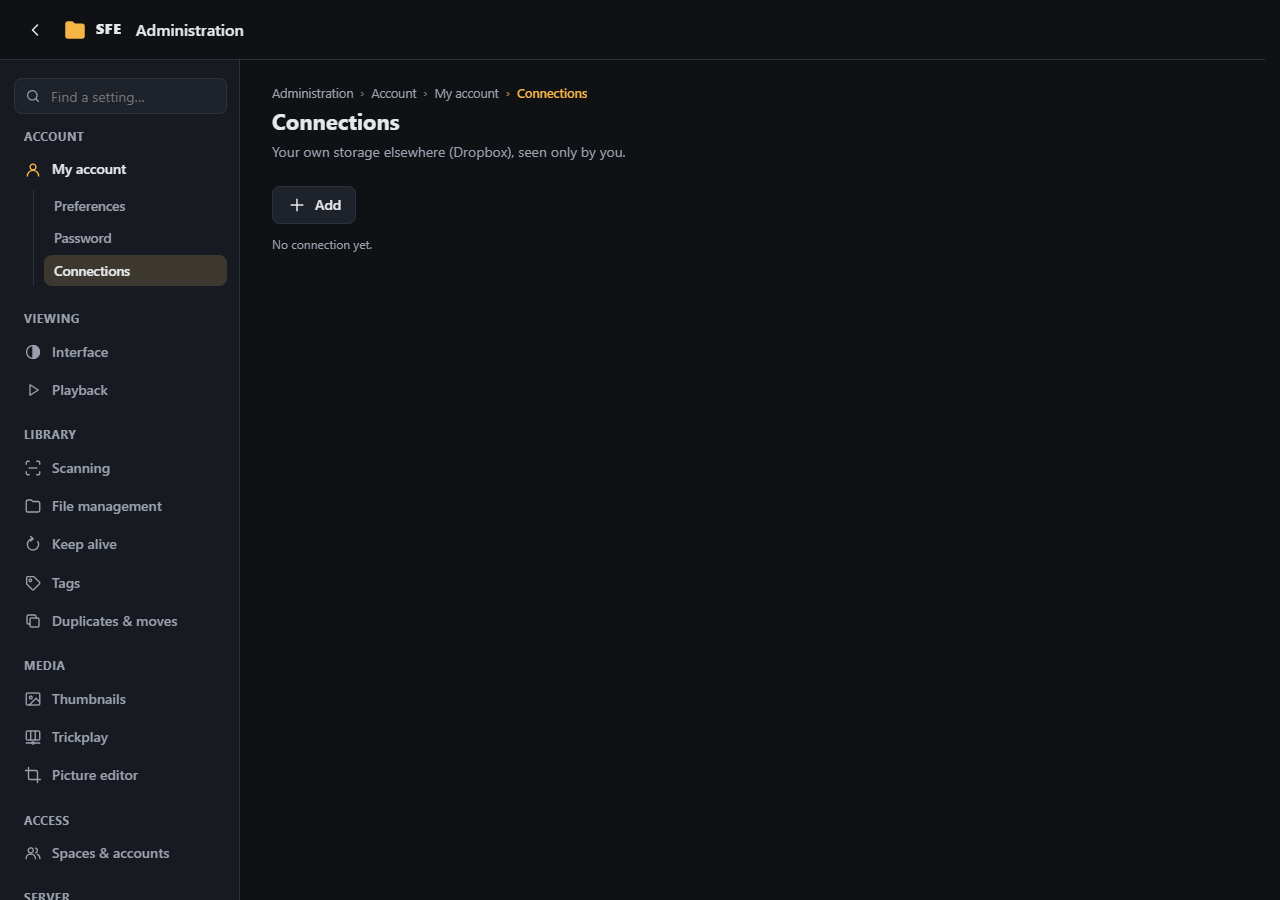 SFE Administration
Find a setting...
ACCOUNT
My account
Preferences
Password
Connections
VIEWING
Interface
Playback
LIBRARY
Scanning
File management
Keep alive
Tags
Duplicates & moves
MEDIA
Thumbnails
Trickplay
Picture editor
ACCESS
Spaces & accounts
SERVER
Administration › Account › My account › Connections
Connections
Your own storage elsewhere (Dropbox), seen only by you.
Add
No connection yet.